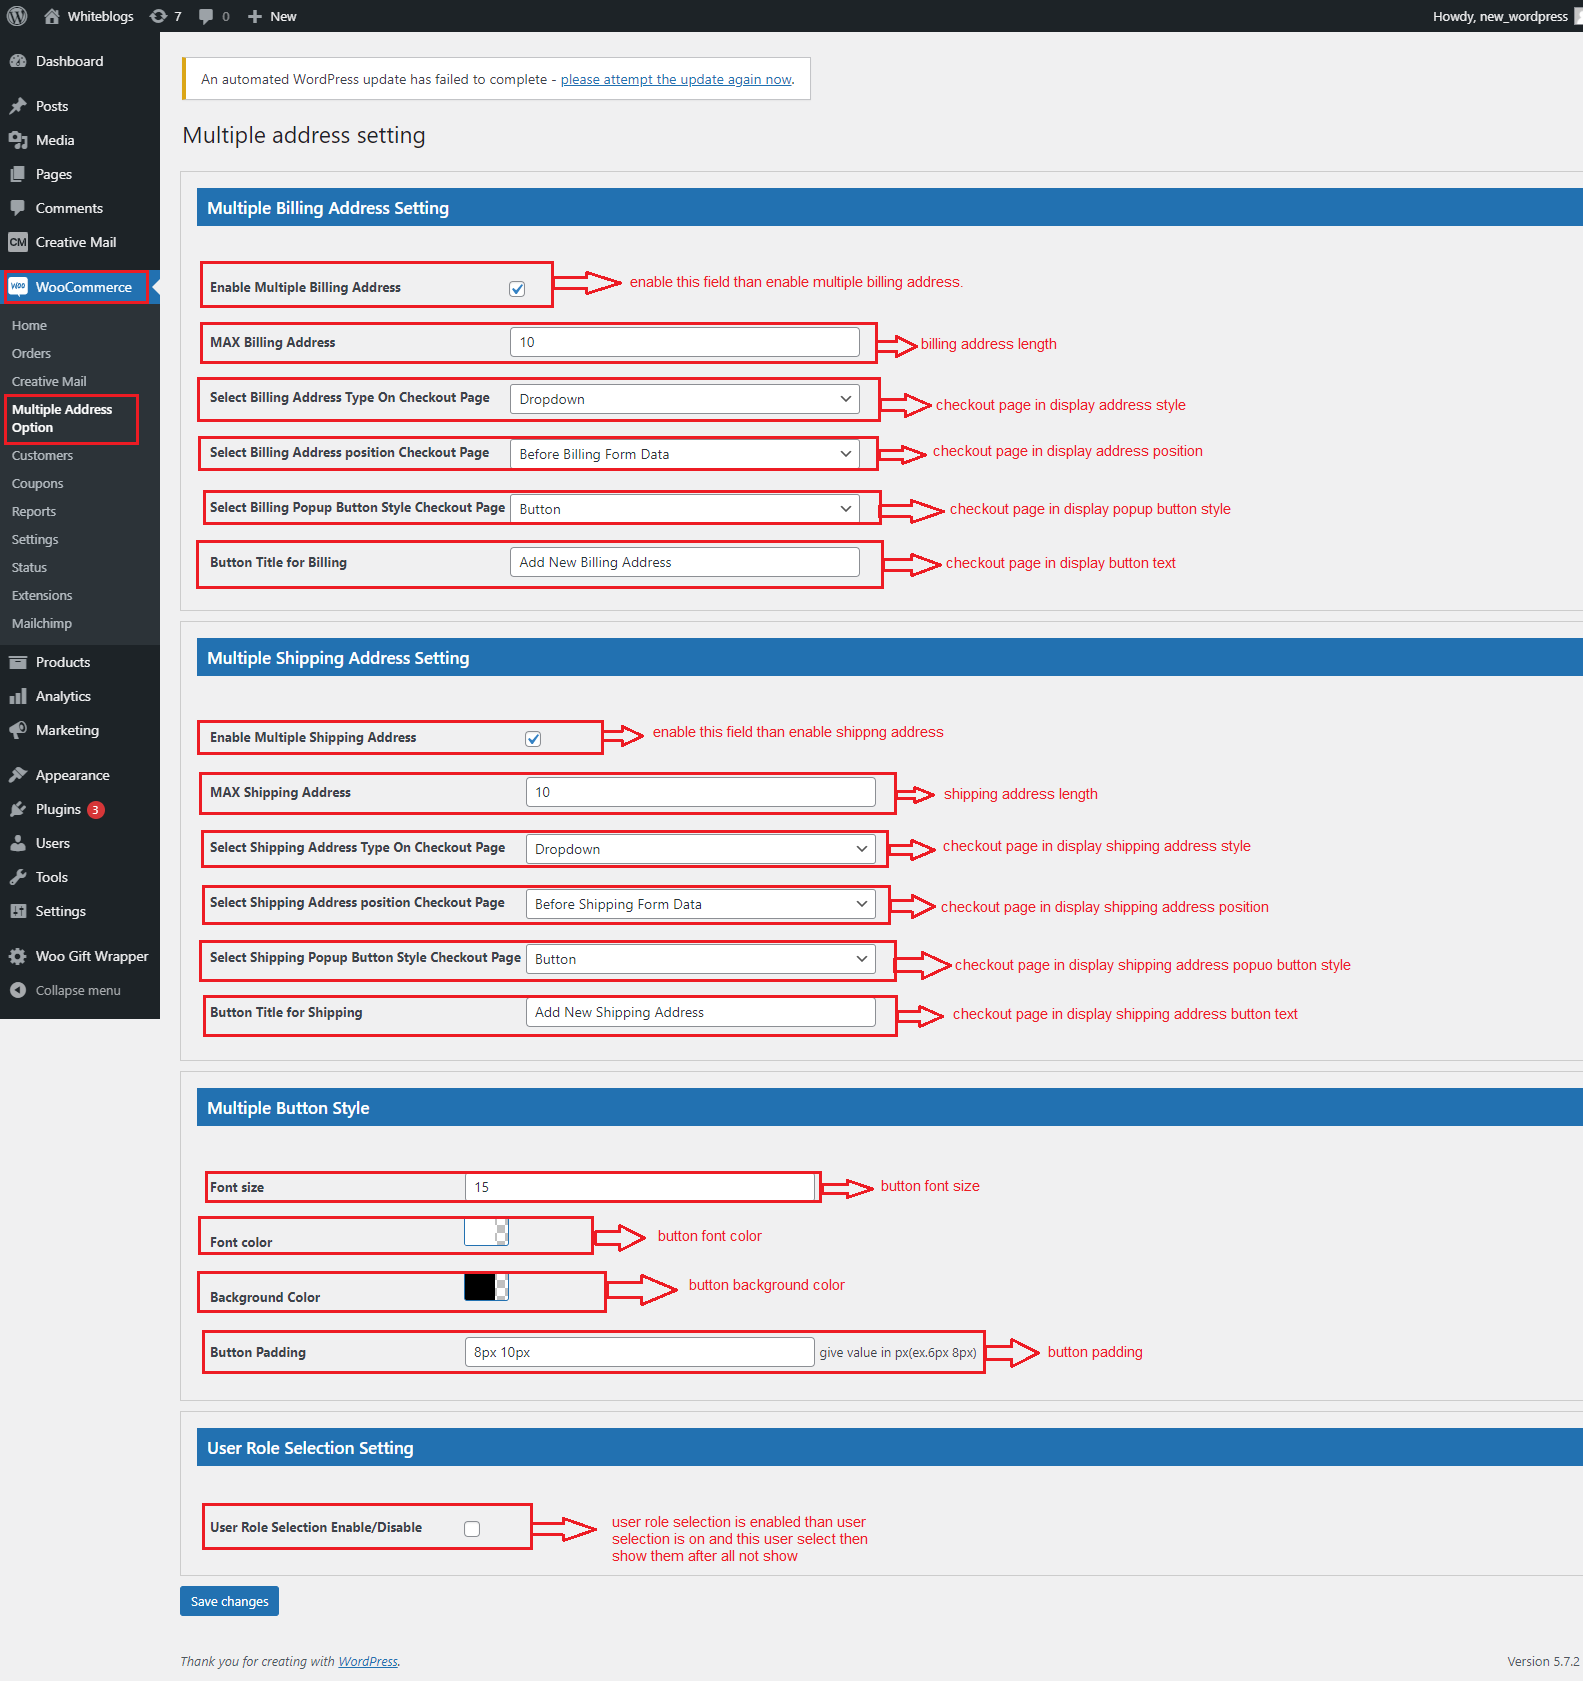 Whiteblogs 7 0 New
Howdy, new_wordpress
Dashboard
Posts
Media
Pages
Comments
CM Creative Mail
woo WooCommerce
Home
Orders
Creative Mail
Multiple Address
Option
Customers
Coupons
Reports
Settings
Status
Extensions
Mailchimp
Products
Analytics
Marketing
Appearance
Plugins 3
Users
Tools
Settings
Woo Gift Wrapper
Collapse menu
An automated WordPress update has failed to complete - please attempt the update again now.
Multiple address setting
Multiple Billing Address Setting
Enable Multiple Billing Address
enable this field than enable multiple billing address.
MAX Billing Address 10
billing address length
Select Billing Address Type On Checkout Page Dropdown
checkout page in display address style
Select Billing Address position Checkout Page Before Billing Form Data
checkout page in display address position
Select Billing Popup Button Style Checkout Page Button
checkout page in display popup button style
Button Title for Billing Add New Billing Address
checkout page in display button text
Multiple Shipping Address Setting
Enable Multiple Shipping Address
enable this field than enable shippng address
MAX Shipping Address 10
shipping address length
Select Shipping Address Type On Checkout Page Dropdown
checkout page in display shipping address style
Select Shipping Address position Checkout Page Before Shipping Form Data
checkout page in display shipping address position
Select Shipping Popup Button Style Checkout Page Button
checkout page in display shipping address popuo button style
Button Title for Shipping Add New Shipping Address
checkout page in display shipping address button text
Multiple Button Style
Font size 15
button font size
Font color
button font color
Background Color
button background color
Button Padding 8px 10px give value in px(ex.6px 8px)
button padding
User Role Selection Setting
User Role Selection Enable/Disable
user role selection is enabled than user
selection is on and this user select then
show them after all not show
Save changes
Thank you for creating with WordPress.
Version 5.7.2